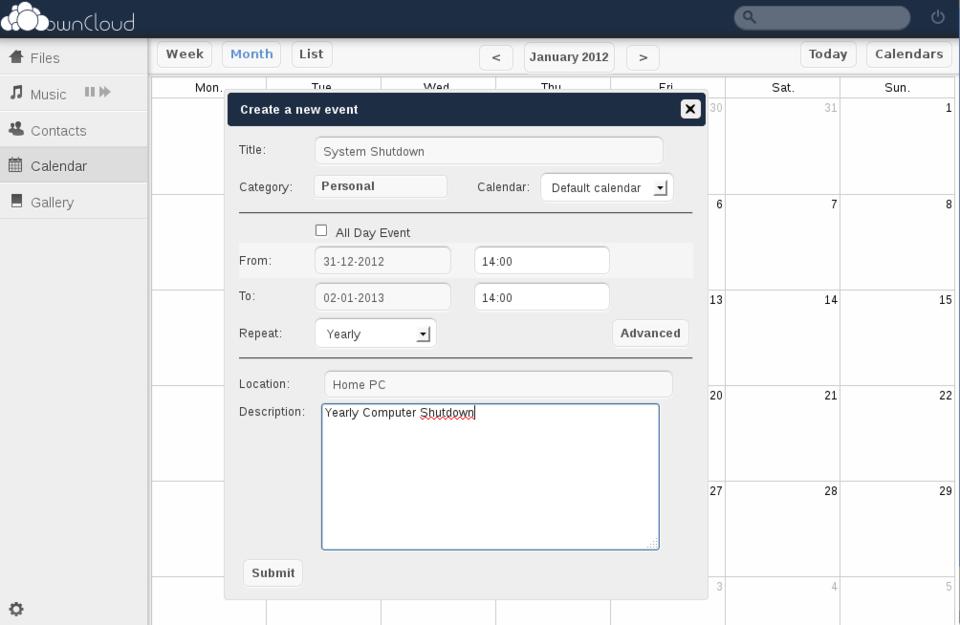 ownCloud
Files
Music
Contacts
Calendar
Gallery
Week Month List < January 2012 > Today Calendars
Mon. Tue. Wed. Thu. Fri. Sat. Sun.
30 31 1
6 7 8
13 14 15
20 21 22
27 28 29
3 4 5
Create a new event
Title: System Shutdown
Category: Personal Calendar: Default calendar
All Day Event
From: 31-12-2012 14:00
To: 02-01-2013 14:00
Repeat: Yearly Advanced
Location: Home PC
Description: Yearly Computer Shutdown
Submit